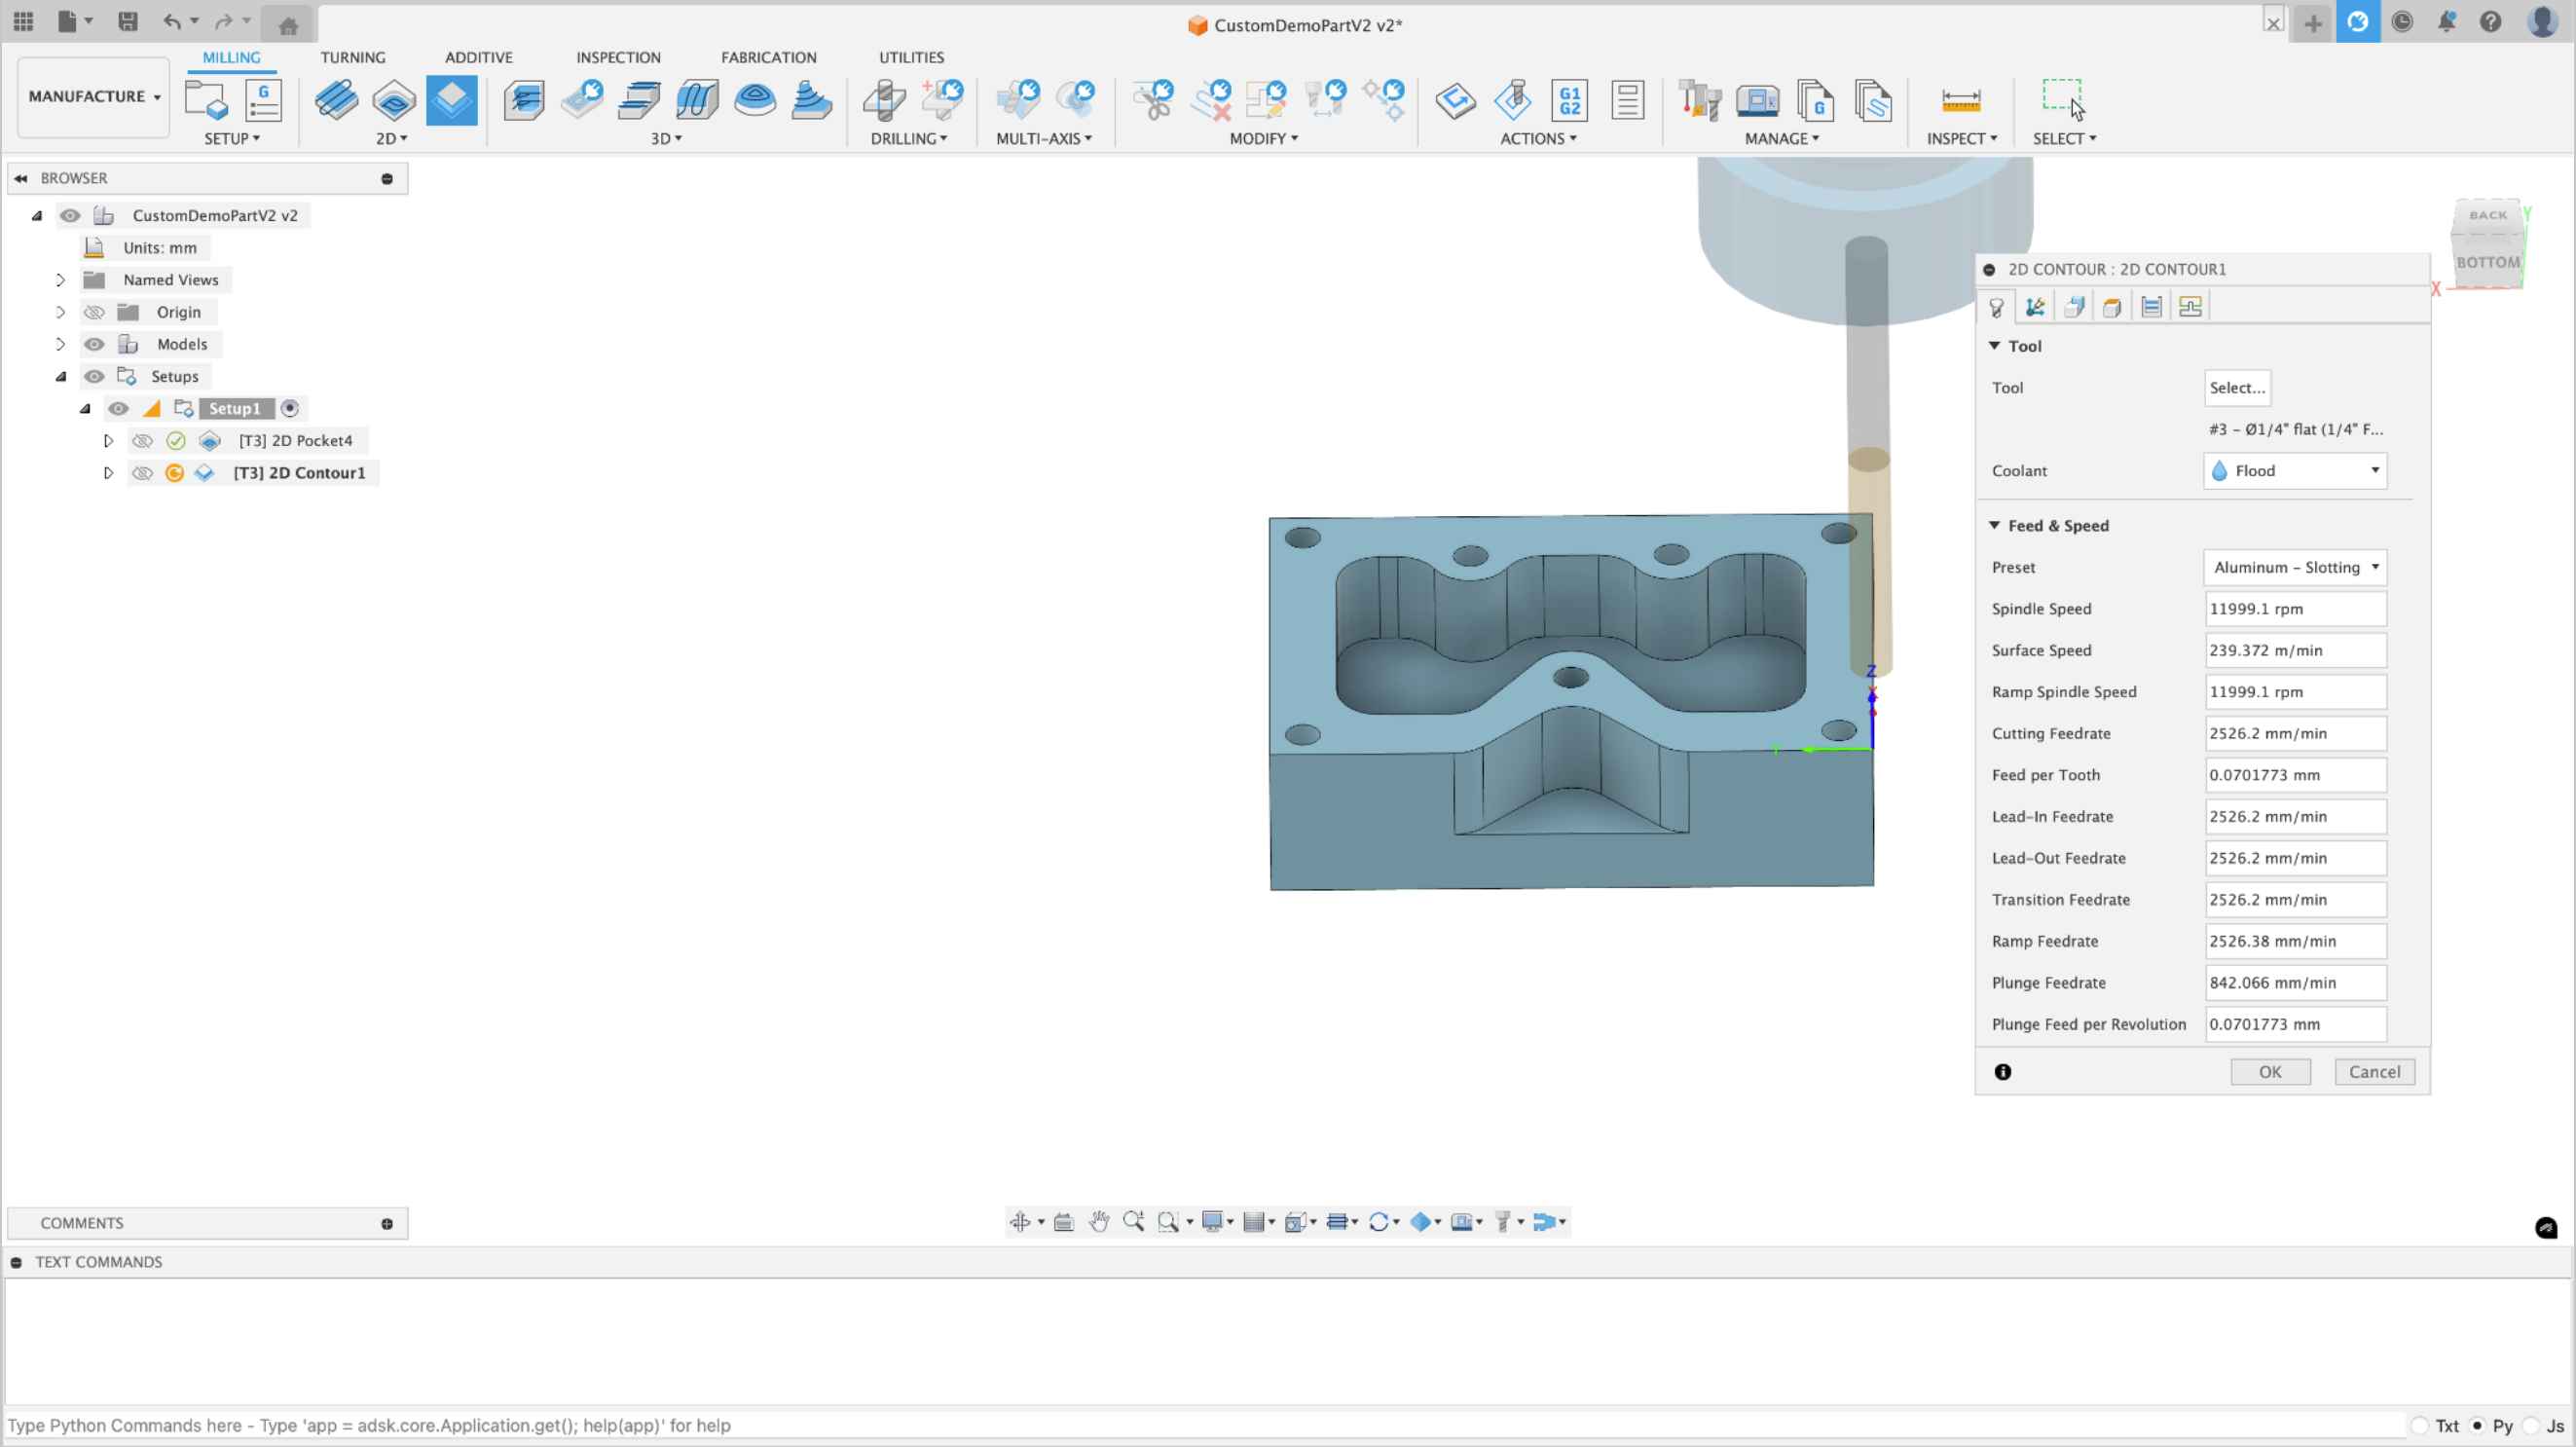 CustomDemoPartV2 v2*
MILLING TURNING ADDITIVE INSPECTION FABRICATION UTILITIES
MANUFACTURE
G
G1
G2
G
SETUP 2D 3D DRILLING MULTI-AXIS MODIFY ACTIONS MANAGE INSPECT SELECT
BROWSER
CustomDemoPartV2 v2
Units: mm
Named Views
Origin
Models
Setups
Setup1
[T3] 2D Pocket4
[T3] 2D Contour1
BACK
BOTTOM
Y
X
Z
Y
2D CONTOUR : 2D CONTOUR1
Tool
Tool Select...
#3 - Ø1/4" flat (1/4" F...
Coolant Flood
Feed & Speed
Preset Aluminum - Slotting
Spindle Speed 11999.1 rpm
Surface Speed 239.372 m/min
Ramp Spindle Speed 11999.1 rpm
Cutting Feedrate 2526.2 mm/min
Feed per Tooth 0.0701773 mm
Lead-In Feedrate 2526.2 mm/min
Lead-Out Feedrate 2526.2 mm/min
Transition Feedrate 2526.2 mm/min
Ramp Feedrate 2526.38 mm/min
Plunge Feedrate 842.066 mm/min
Plunge Feed per Revolution 0.0701773 mm
OK Cancel
COMMENTS
TEXT COMMANDS
Type Python Commands here - Type 'app = adsk.core.Application.get(); help(app)' for help
Txt Py Js